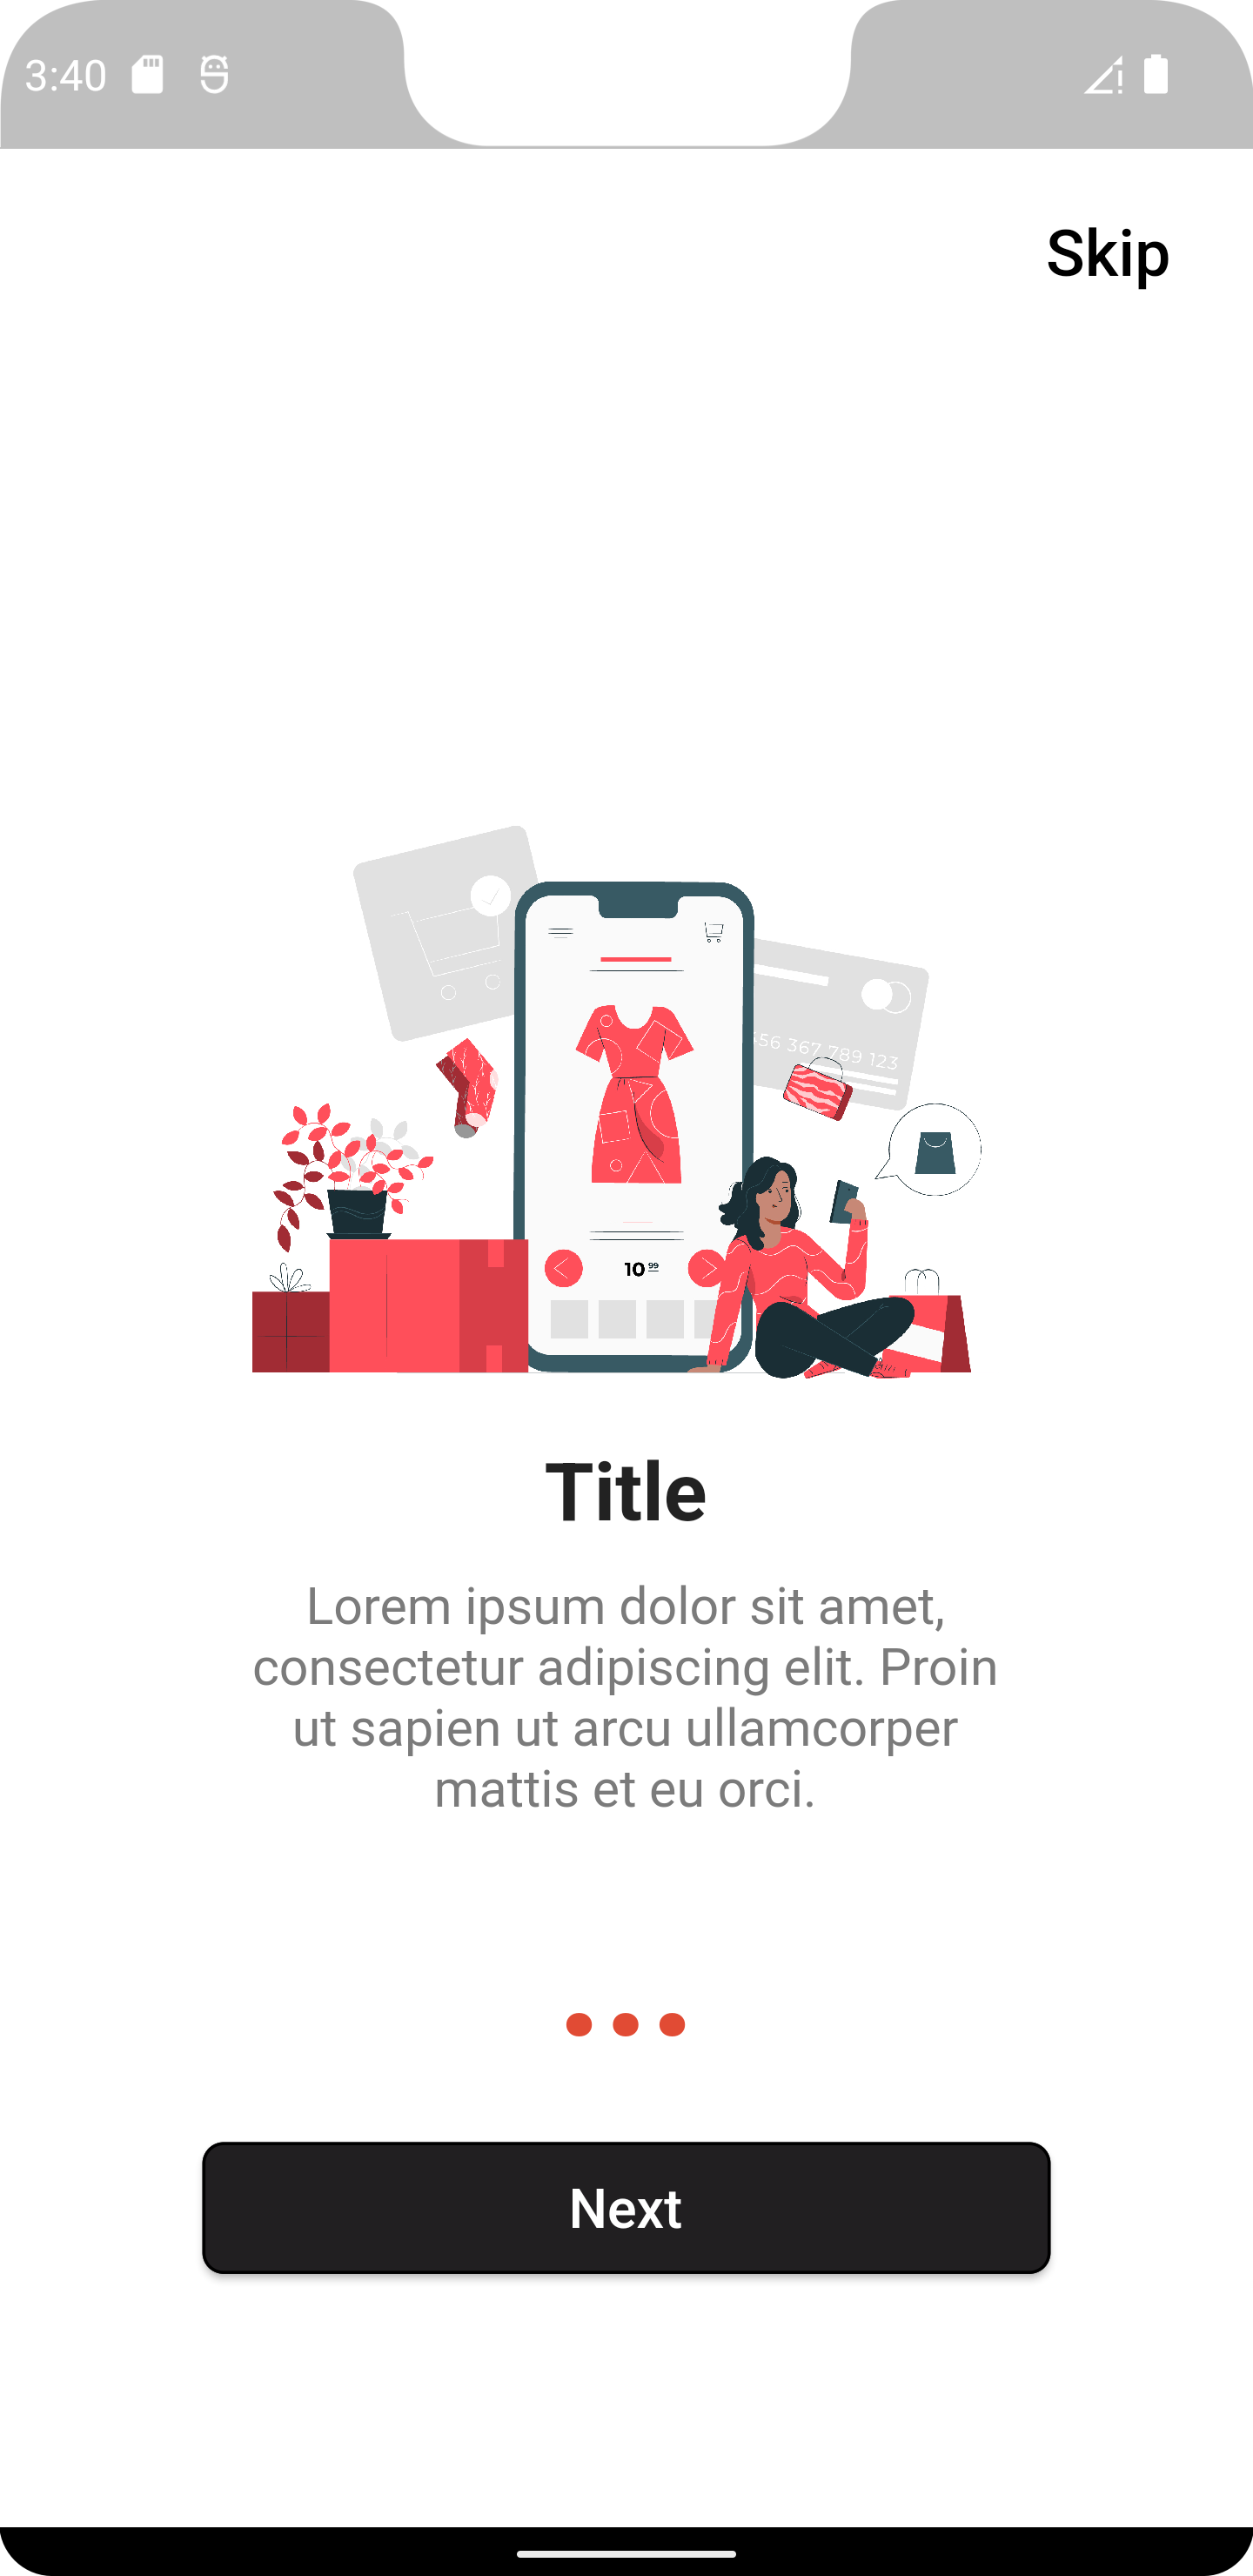 3:40
Skip
56 367 789 123
10 99
Title
Lorem ipsum dolor sit amet,
consectetur adipiscing elit. Proin
ut sapien ut arcu ullamcorper
mattis et eu orci.
Next